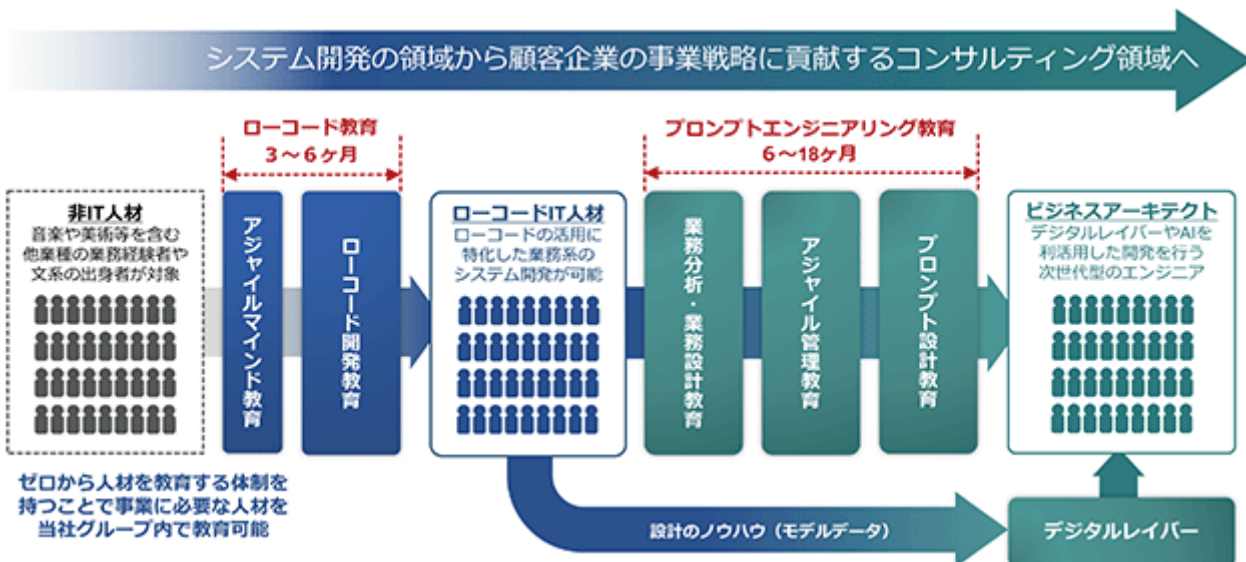 システム開発の領域から顧客企業の事業戦略に貢献するコンサルティング領域へ
ローコード教育
3～6ヶ月
プロンプトエンジニアリング教育
6～18ヶ月
非IT人材
音楽や美術等を含む
他業種の業務経験者や
文系の出身者が対象
アジャイルマインド教育
ローコード開発教育
ローコードIT人材
ローコードの活用に
特化した業務系の
システム開発が可能
業務分析・業務設計教育
アジャイル管理教育
プロンプト設計教育
ビジネスアーキテクト
デジタルレイバーやAIを
利活用した開発を行う
次世代型のエンジニア
ゼロから人材を教育する体制を
持つことで事業に必要な人材を
当社グループ内で教育可能
設計のノウハウ（モデルデータ）
デジタルレイバー